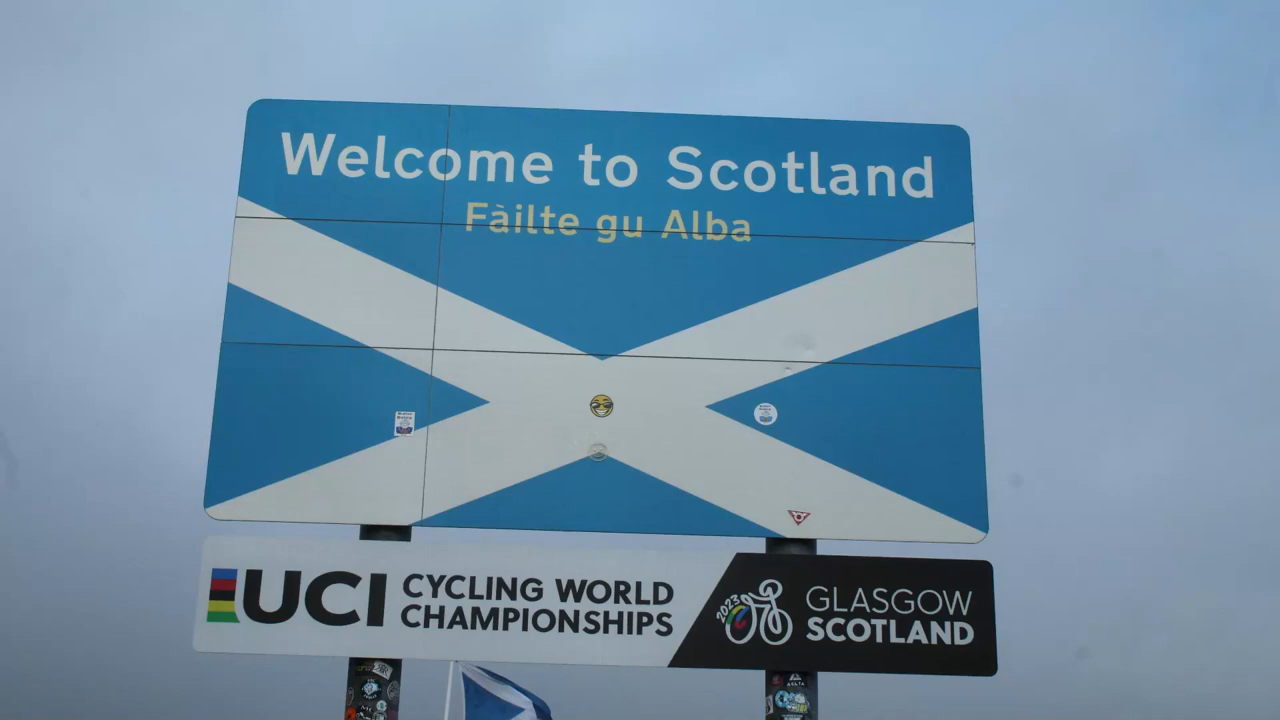 Welcome to Scotland
Fàilte gu Alba
UCI
CYCLING WORLD
CHAMPIONSHIPS
2023
GLASGOW
SCOTLAND